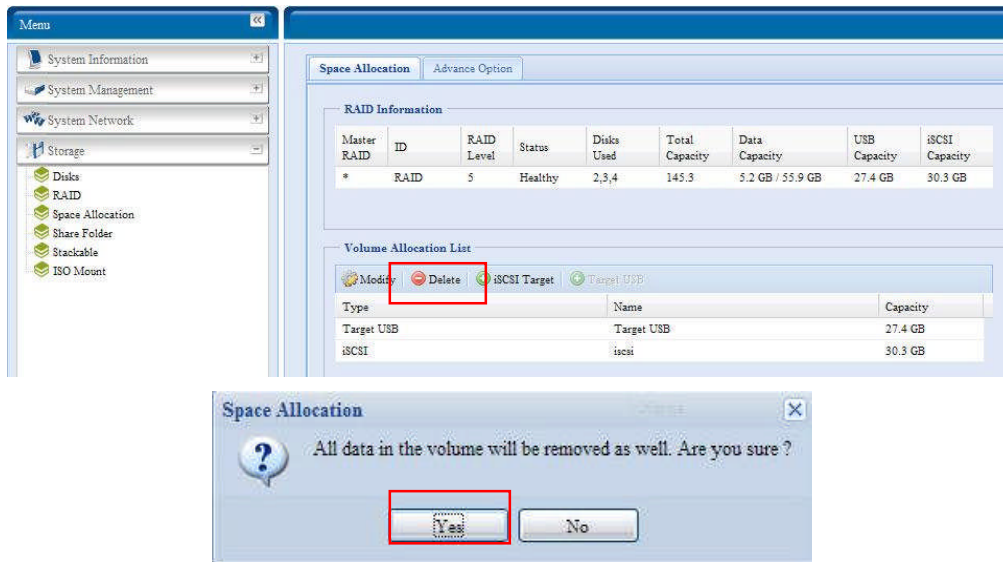 Menu
System Information
System Management
System Network
Storage
Disks
RAID
Space Allocation
Share Folder
Stackable
ISO Mount
Space Allocation Advance Option
RAID Information
Master RAID ID RAID Level Status Disks Used Total Capacity Data Capacity USB Capacity iSCSI Capacity
* RAID 5 Healthy 2,3,4 145.3 5.2 GB / 55.9 GB 27.4 GB 30.3 GB
Volume Allocation List
Modify Delete iSCSI Target Target USB
Type Name Capacity
Target USB Target USB 27.4 GB
iSCSI iscsi 30.3 GB
Space Allocation
All data in the volume will be removed as well. Are you sure ?
Yes No